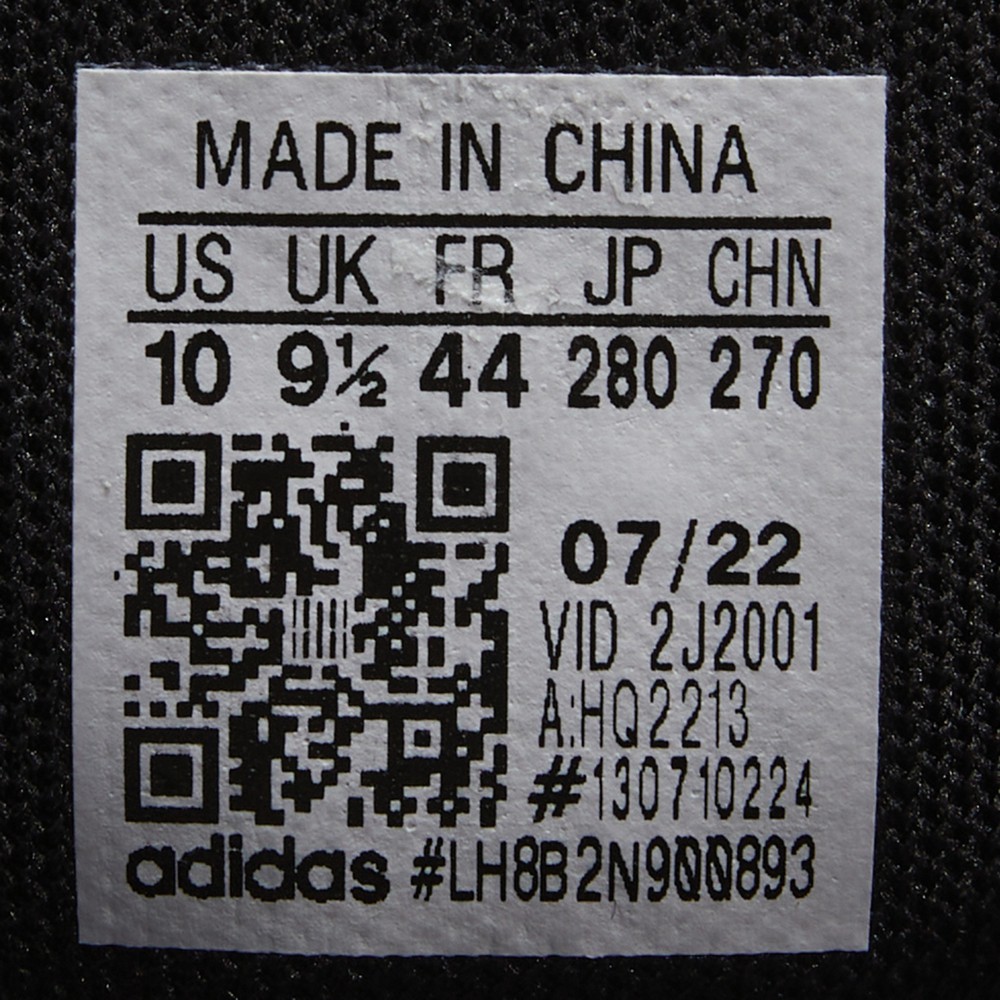 MADE IN CHINA
US UK FR JP CHN
10 9½ 44 280 270
07/22
VID 2J2001
A:HQ2213
#130710224
adidas #LH8B2N900893